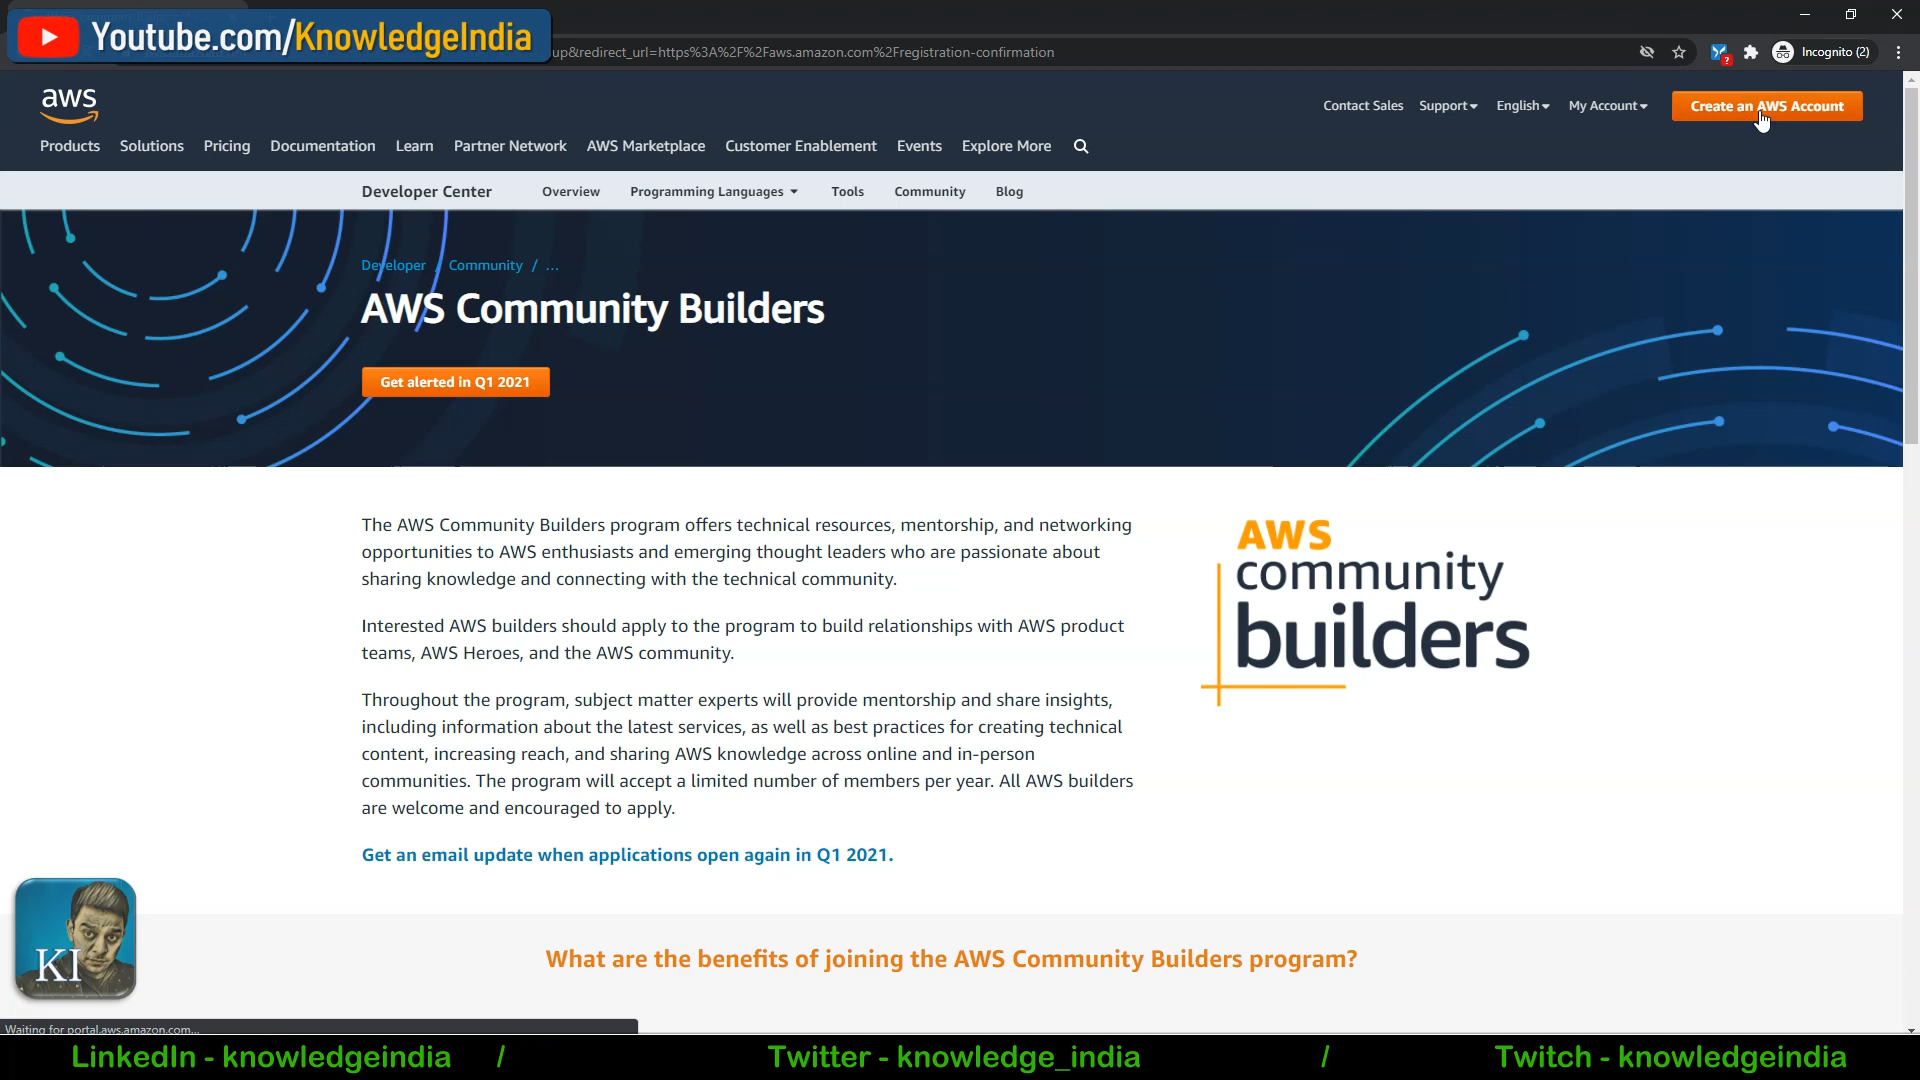 Youtube.com/KnowledgeIndia
up&redirect_url=https%3A%2F%2Faws.amazon.com%2Fregistration-confirmation
?
Incognito (2)
aws
Contact Sales Support English My Account Create an AWS Account
Products Solutions Pricing Documentation Learn Partner Network AWS Marketplace Customer Enablement Events Explore More
Developer Center Overview Programming Languages Tools Community Blog
Developer / Community / ...
AWS Community Builders
Get alerted in Q1 2021
The AWS Community Builders program offers technical resources, mentorship, and networking
opportunities to AWS enthusiasts and emerging thought leaders who are passionate about
sharing knowledge and connecting with the technical community.
Interested AWS builders should apply to the program to build relationships with AWS product
teams, AWS Heroes, and the AWS community.
Throughout the program, subject matter experts will provide mentorship and share insights,
including information about the latest services, as well as best practices for creating technical
content, increasing reach, and sharing AWS knowledge across online and in-person
communities. The program will accept a limited number of members per year. All AWS builders
are welcome and encouraged to apply.
Get an email update when applications open again in Q1 2021.
AWS
community
builders
What are the benefits of joining the AWS Community Builders program?
KI
Waiting for portal.aws.amazon.com...
LinkedIn - knowledgeindia / Twitter - knowledge_india / Twitch - knowledgeindia